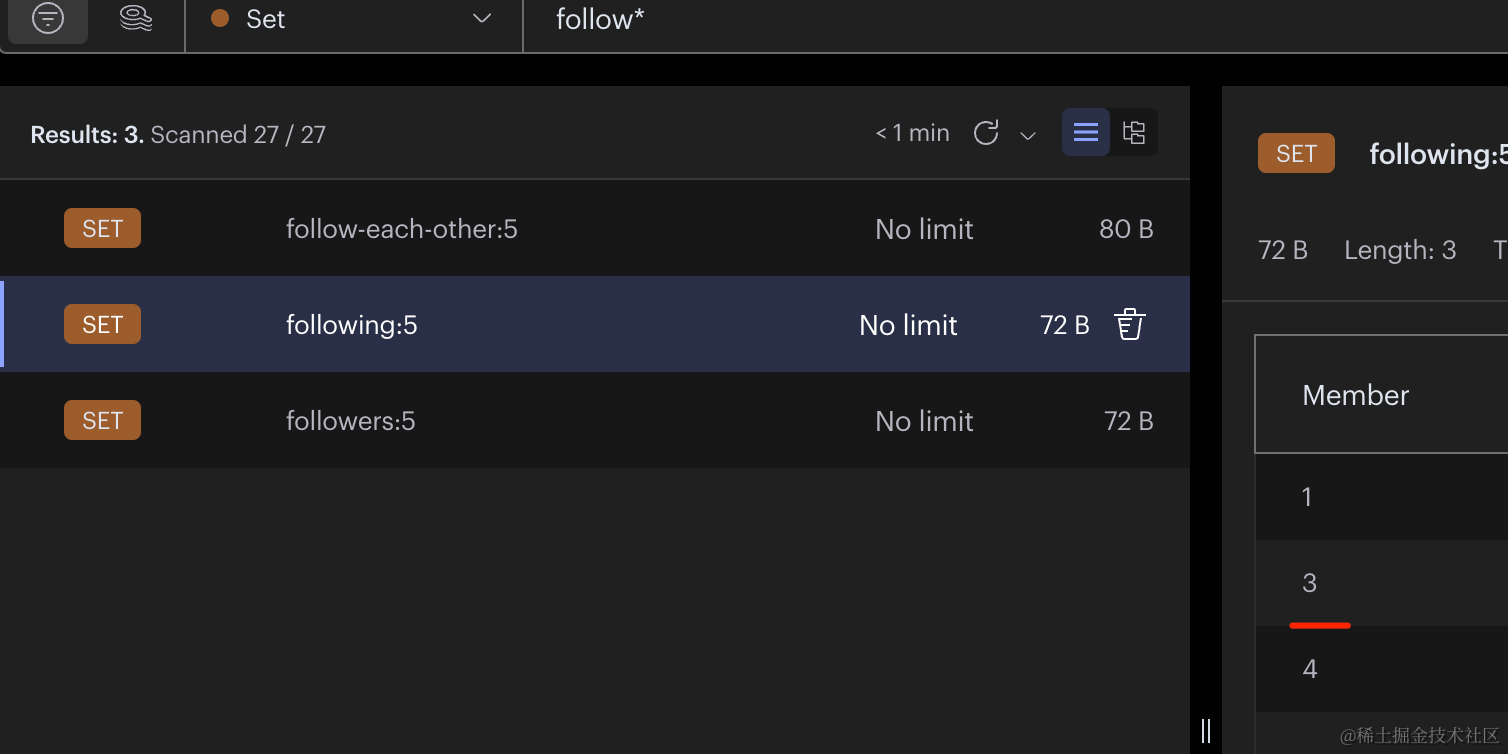 Set
follow*
Results: 3. Scanned 27 / 27
< 1 min
SET follow-each-other:5 No limit 80 B
SET following:5 No limit 72 B
SET followers:5 No limit 72 B
SET following:5
72 B Length: 3 T
Member
1
3
4
@稀土掘金技术社区